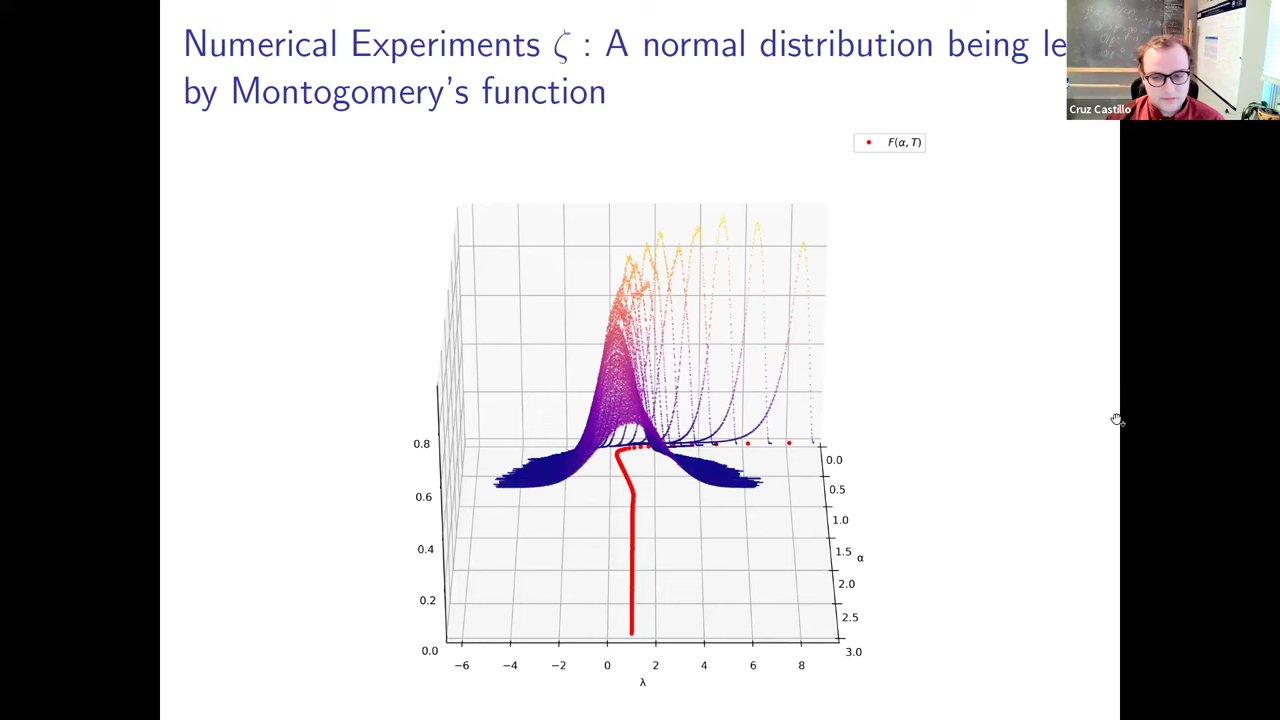 Numerical Experiments ζ : A normal distribution being le
by Montogomery's function
Cruz Castillo
F(α, T)
0.8
0.6
0.4
0.2
0.0
−6 −4 −2 0 2 4 6 8
λ
0.0
0.5
1.0
1.5
α
2.0
2.5
3.0